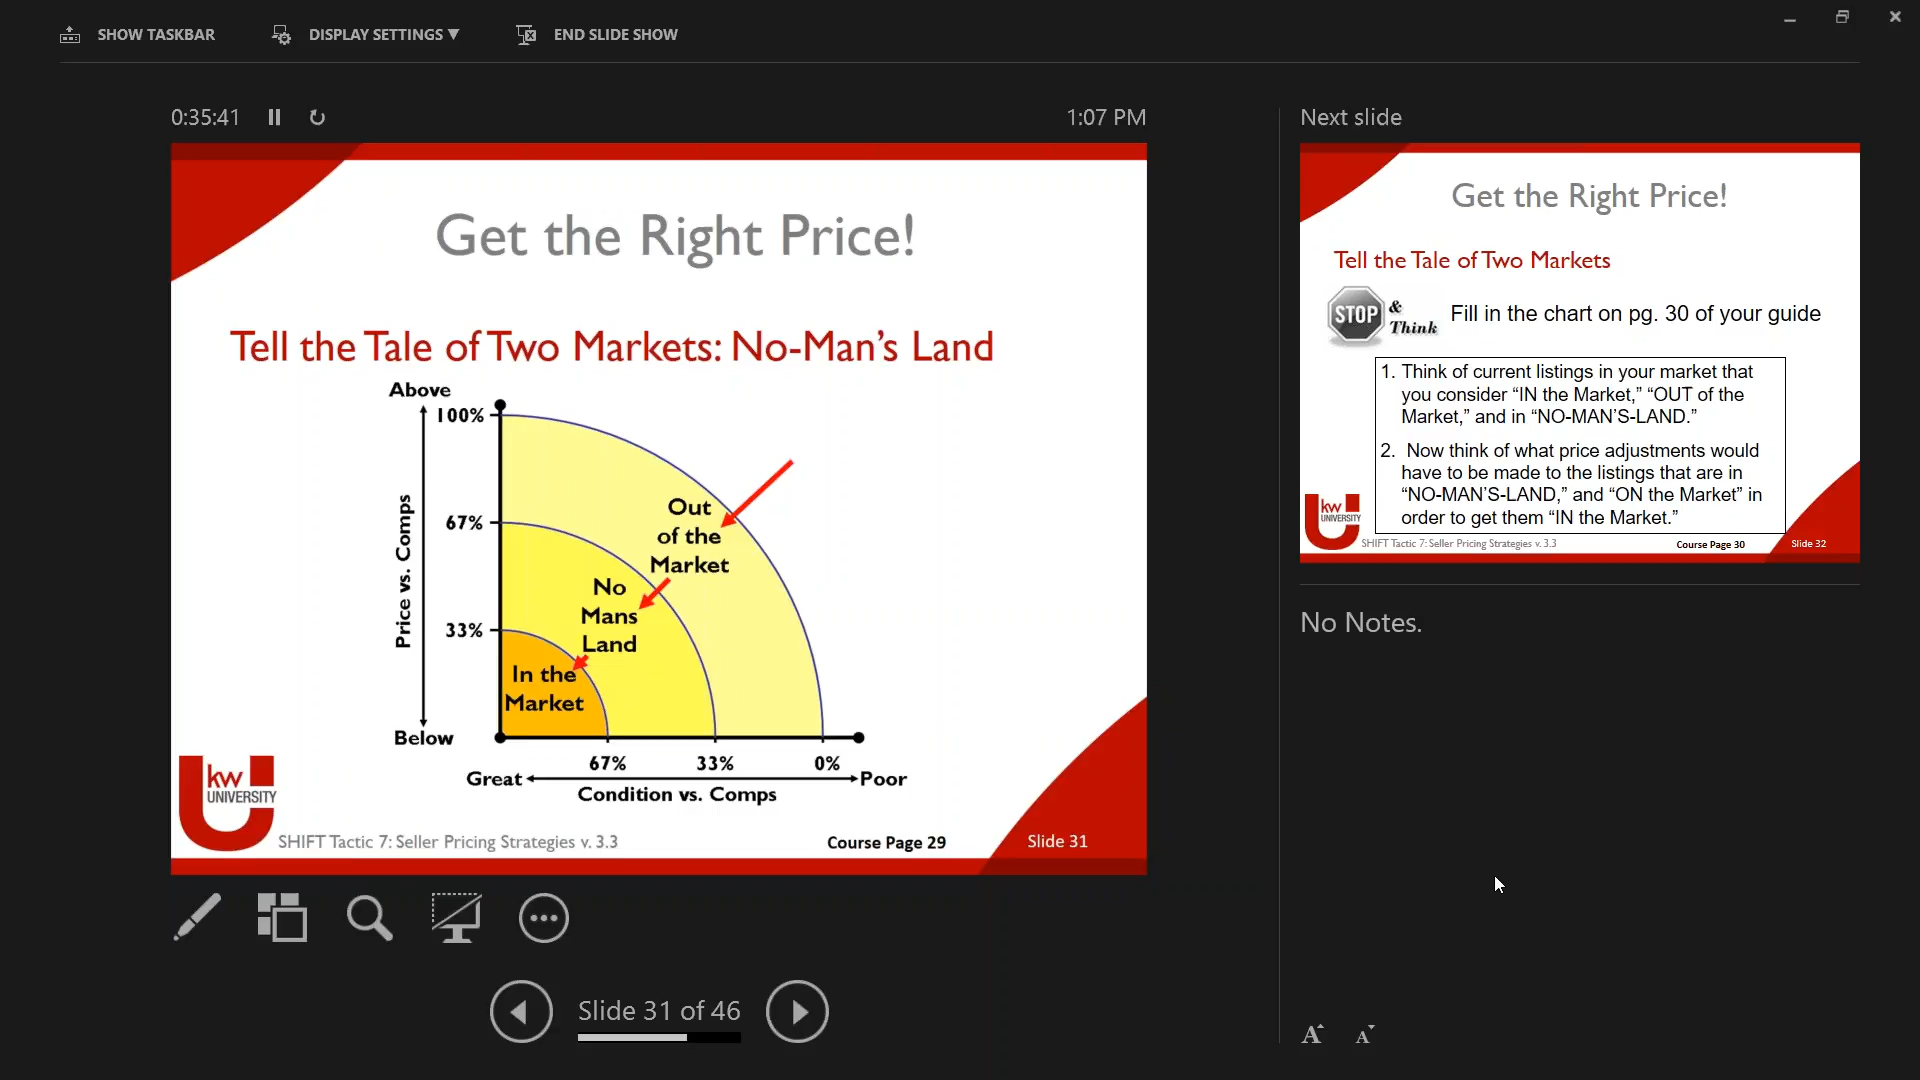 SHOW TASKBAR
DISPLAY SETTINGS ▼
END SLIDE SHOW
0:35:41
1:07 PM
Get the Right Price!
Tell the Tale of Two Markets: No-Man's Land
Above
100%
67%
33%
Below
Price vs. Comps
Out
of the
Market
No
Mans
Land
In the
Market
67%
33%
0%
Great
Poor
Condition vs. Comps
kw
UNIVERSITY
SHIFT Tactic 7: Seller Pricing Strategies v. 3.3
Course Page 29
Slide 31
Slide 31 of 46
Next slide
Get the Right Price!
Tell the Tale of Two Markets
STOP
&
Think
Fill in the chart on pg. 30 of your guide
1. Think of current listings in your market that
you consider “IN the Market,” “OUT of the
Market,” and in “NO-MAN’S-LAND.”
2. Now think of what price adjustments would
have to be made to the listings that are in
“NO-MAN’S-LAND,” and “ON the Market” in
order to get them “IN the Market.”
kw
UNIVERSITY
SHIFT Tactic 7: Seller Pricing Strategies v. 3.3
Course Page 30
Slide 32
No Notes.
A
A